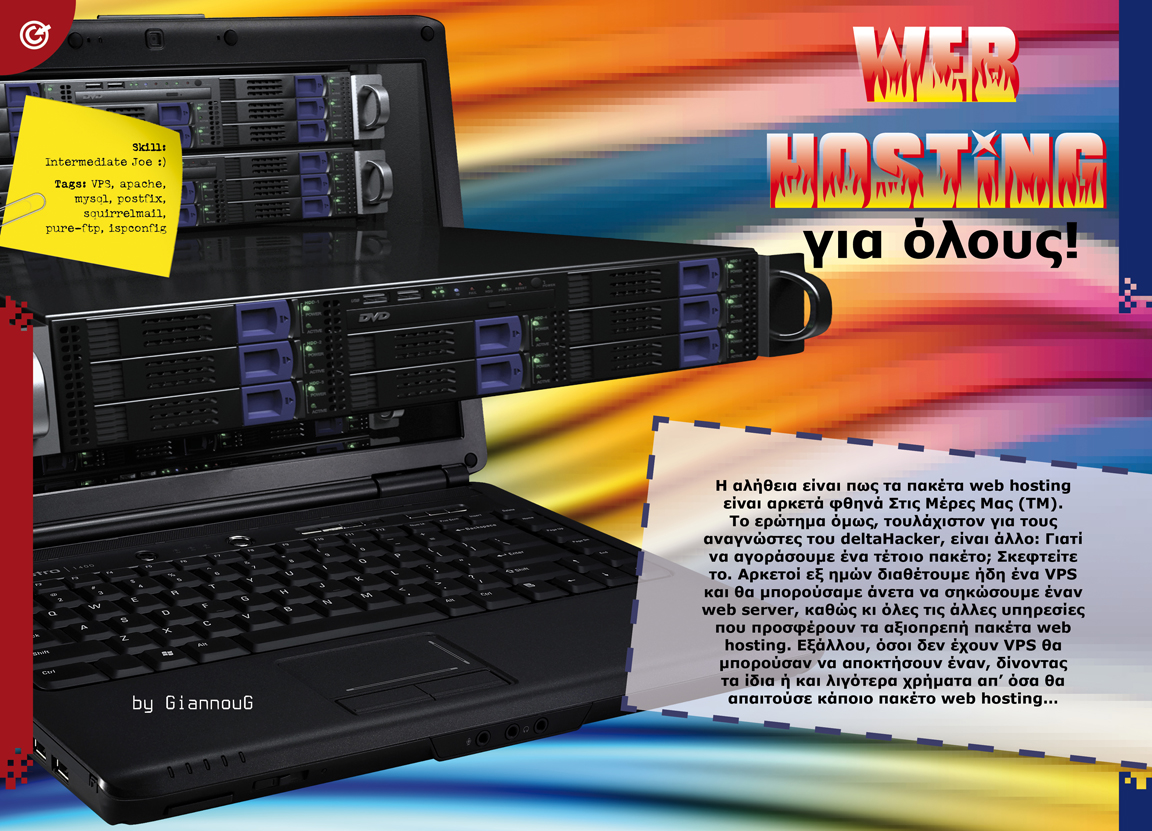 WEB
HOSTING
για όλους!
Skill:
Intermediate Joe :)
Tags: VPS, apache,
mysql, postfix,
squirrelmail,
pure-ftp, ispconfig
DVD
Η αλήθεια είναι πως τα πακέτα web hosting
είναι αρκετά φθηνά Στις Μέρες Μας (TM).
Το ερώτημα όμως, τουλάχιστον για τους
αναγνώστες του deltaHacker, είναι άλλο: Γιατί
να αγοράσουμε ένα τέτοιο πακέτο; Σκεφτείτε
το. Αρκετοί εξ ημών διαθέτουμε ήδη ένα VPS
και θα μπορούσαμε άνετα να σηκώσουμε έναν
web server, καθώς κι όλες τις άλλες υπηρεσίες
που προσφέρουν τα αξιοπρεπή πακέτα web
hosting. Εξάλλου, όσοι δεν έχουν VPS θα
μπορούσαν να αποκτήσουν έναν, δίνοντας
τα ίδια ή και λιγότερα χρήματα απ’ όσα θα
απαιτούσε κάποιο πακέτο web hosting...
by GiannouG